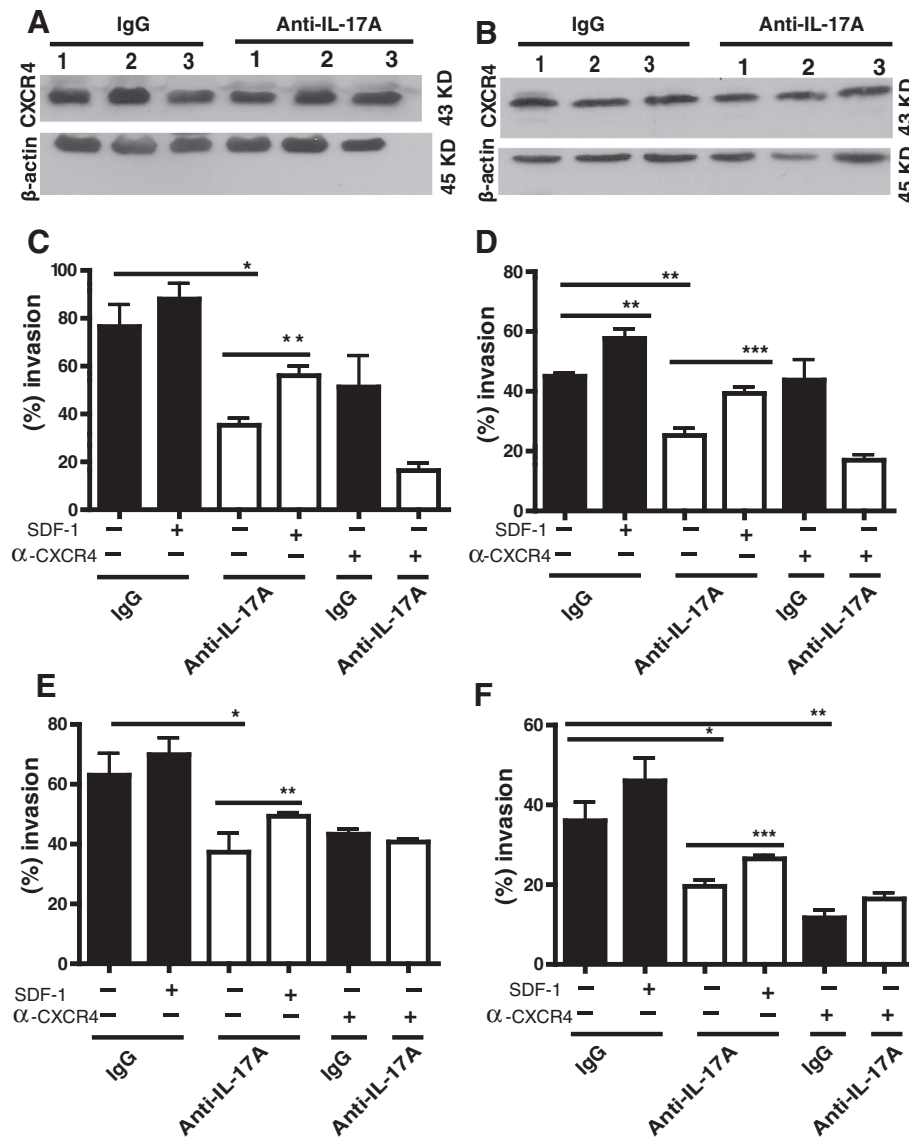 A
IgG Anti-IL-17A
1 2 3 1 2 3
CXCR4
43 KD
β-actin
45 KD
B
IgG Anti-IL-17A
1 2 3 1 2 3
CXCR4
43 KD
β-actin
45 KD
C
(%) invasion
100
80
60
40
20
0
*
**
SDF-1 – + – + – –
α-CXCR4 – – – – + +
IgG Anti-IL-17A IgG Anti-IL-17A
D
(%) invasion
80
60
40
20
0
**
**
***
SDF-1 – + – + – –
α-CXCR4 – – – – + +
IgG Anti-IL-17A IgG Anti-IL-17A
E
(%) invasion
80
60
40
20
0
*
**
SDF-1 – + – + – –
α-CXCR4 – – – – + +
IgG Anti-IL-17A IgG Anti-IL-17A
F
(%) invasion
60
40
20
0
**
*
***
SDF-1 – + – + – –
α-CXCR4 – – – – + +
IgG Anti-IL-17A IgG Anti-IL-17A